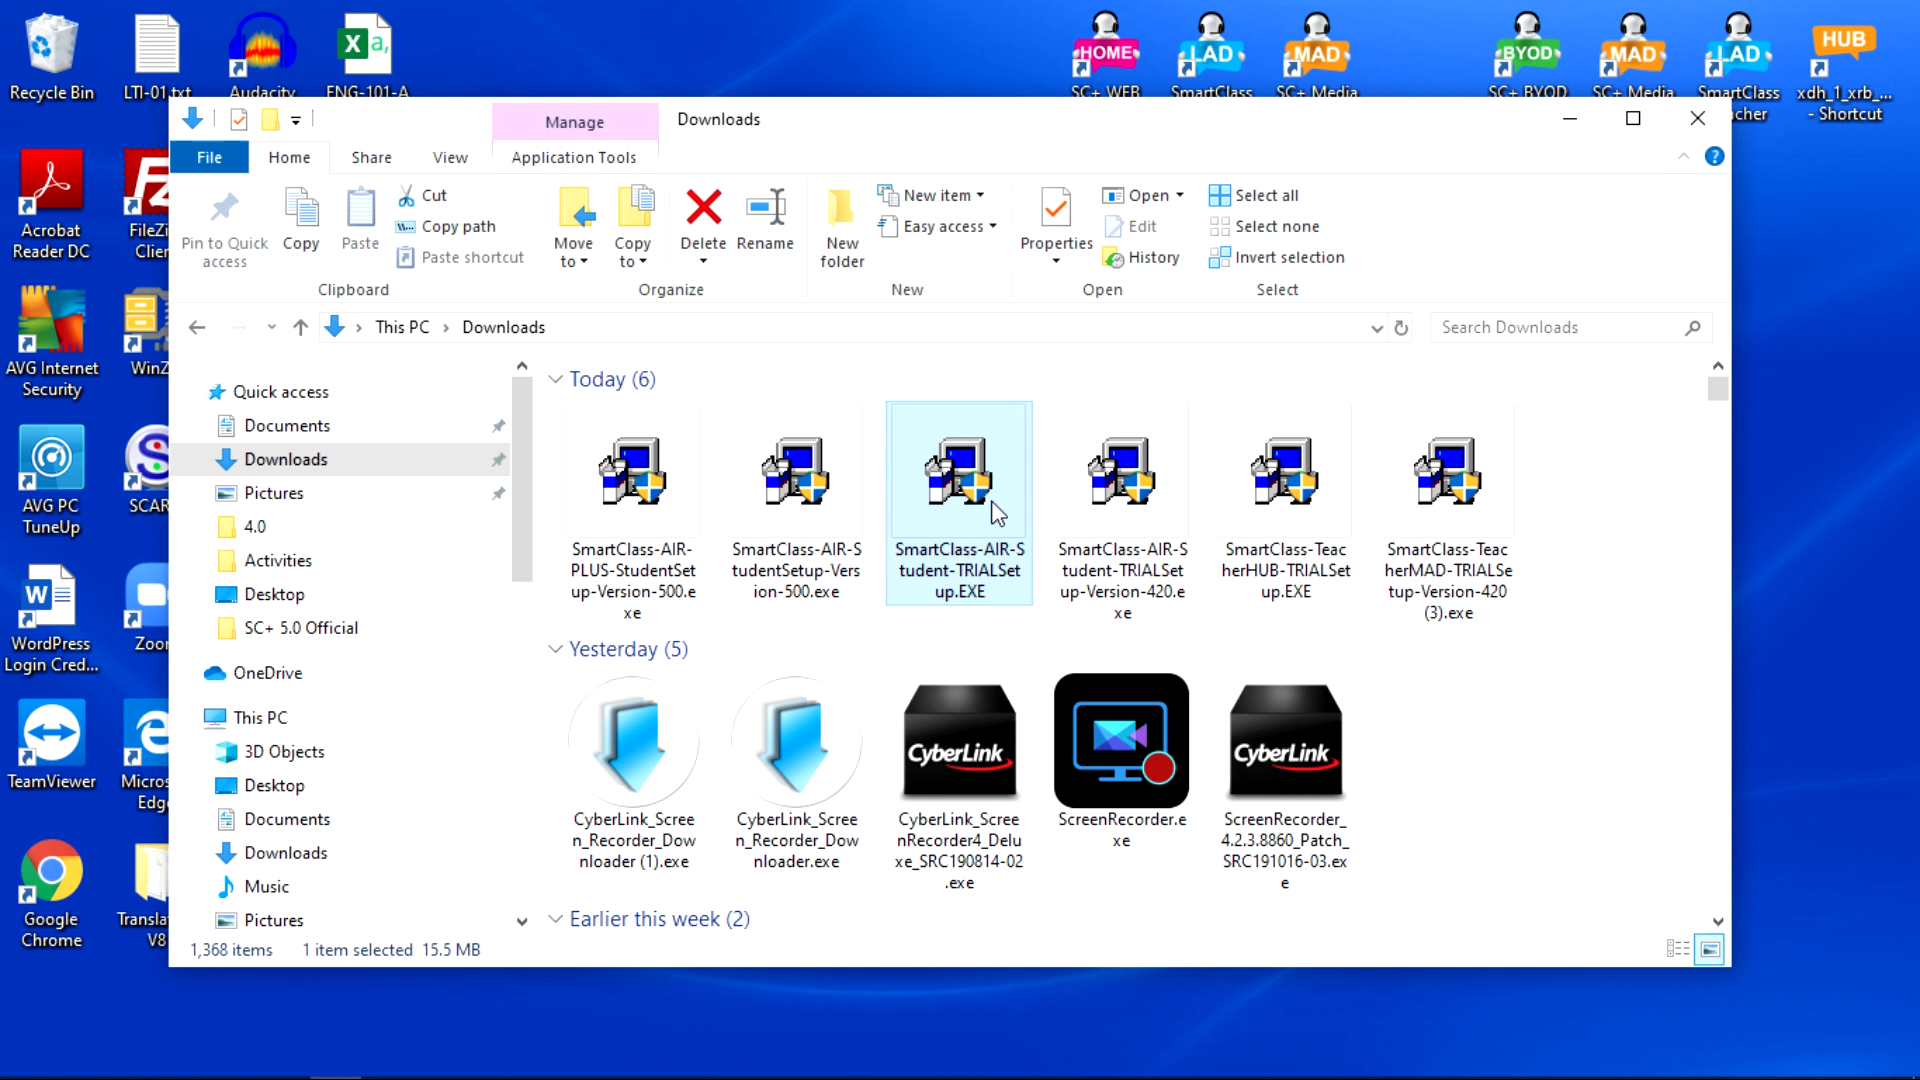 HOME
LAD
MAD
BYOD
MAD
LAD
HUB
Recycle Bin
LTI-01.txt
Audacity
ENG-101-A
SC+ WEB
SmartClass
SC+ Media
SC+ BYOD
SC+ Media
SmartClass
cher
xdh_1_xrb_...
- Shortcut
Manage
Downloads
File
Home
Share
View
Application Tools
Pin to Quick
access
Copy
Paste
Cut
Copy path
Paste shortcut
Clipboard
Move
to
Copy
to
Delete
Rename
Organize
New
folder
New item
Easy access
New
Properties
Open
Edit
History
Open
Select all
Select none
Invert selection
Select
This PC
Downloads
Search Downloads
Acrobat
Reader DC
FileZi
Clien
AVG Internet
Security
WinZ
AVG PC
TuneUp
SCAR
WordPress
Login Cred...
Zoor
TeamViewer
Micros
Edg
Google
Chrome
Transla
V8
Quick access
Documents
Downloads
Pictures
4.0
Activities
Desktop
SC+ 5.0 Official
OneDrive
This PC
3D Objects
Desktop
Documents
Downloads
Music
Pictures
Today (6)
SmartClass-AIR-
PLUS-StudentSet
up-Version-500.e
xe
SmartClass-AIR-S
tudentSetup-Vers
ion-500.exe
SmartClass-AIR-S
tudent-TRIALSet
up.EXE
SmartClass-AIR-S
tudent-TRIALSet
up-Version-420.e
xe
SmartClass-Teac
herHUB-TRIALSet
up.EXE
SmartClass-Teac
herMAD-TRIALSe
tup-Version-420
(3).exe
Yesterday (5)
CyberLink
CyberLink
CyberLink_Scree
n_Recorder_Dow
nloader (1).exe
CyberLink_Scree
n_Recorder_Dow
nloader.exe
CyberLink_Scree
nRecorder4_Delu
xe_SRC190814-02
.exe
ScreenRecorder.e
xe
ScreenRecorder_
4.2.3.8860_Patch_
SRC191016-03.ex
e
Earlier this week (2)
1,368 items
1 item selected
15.5 MB